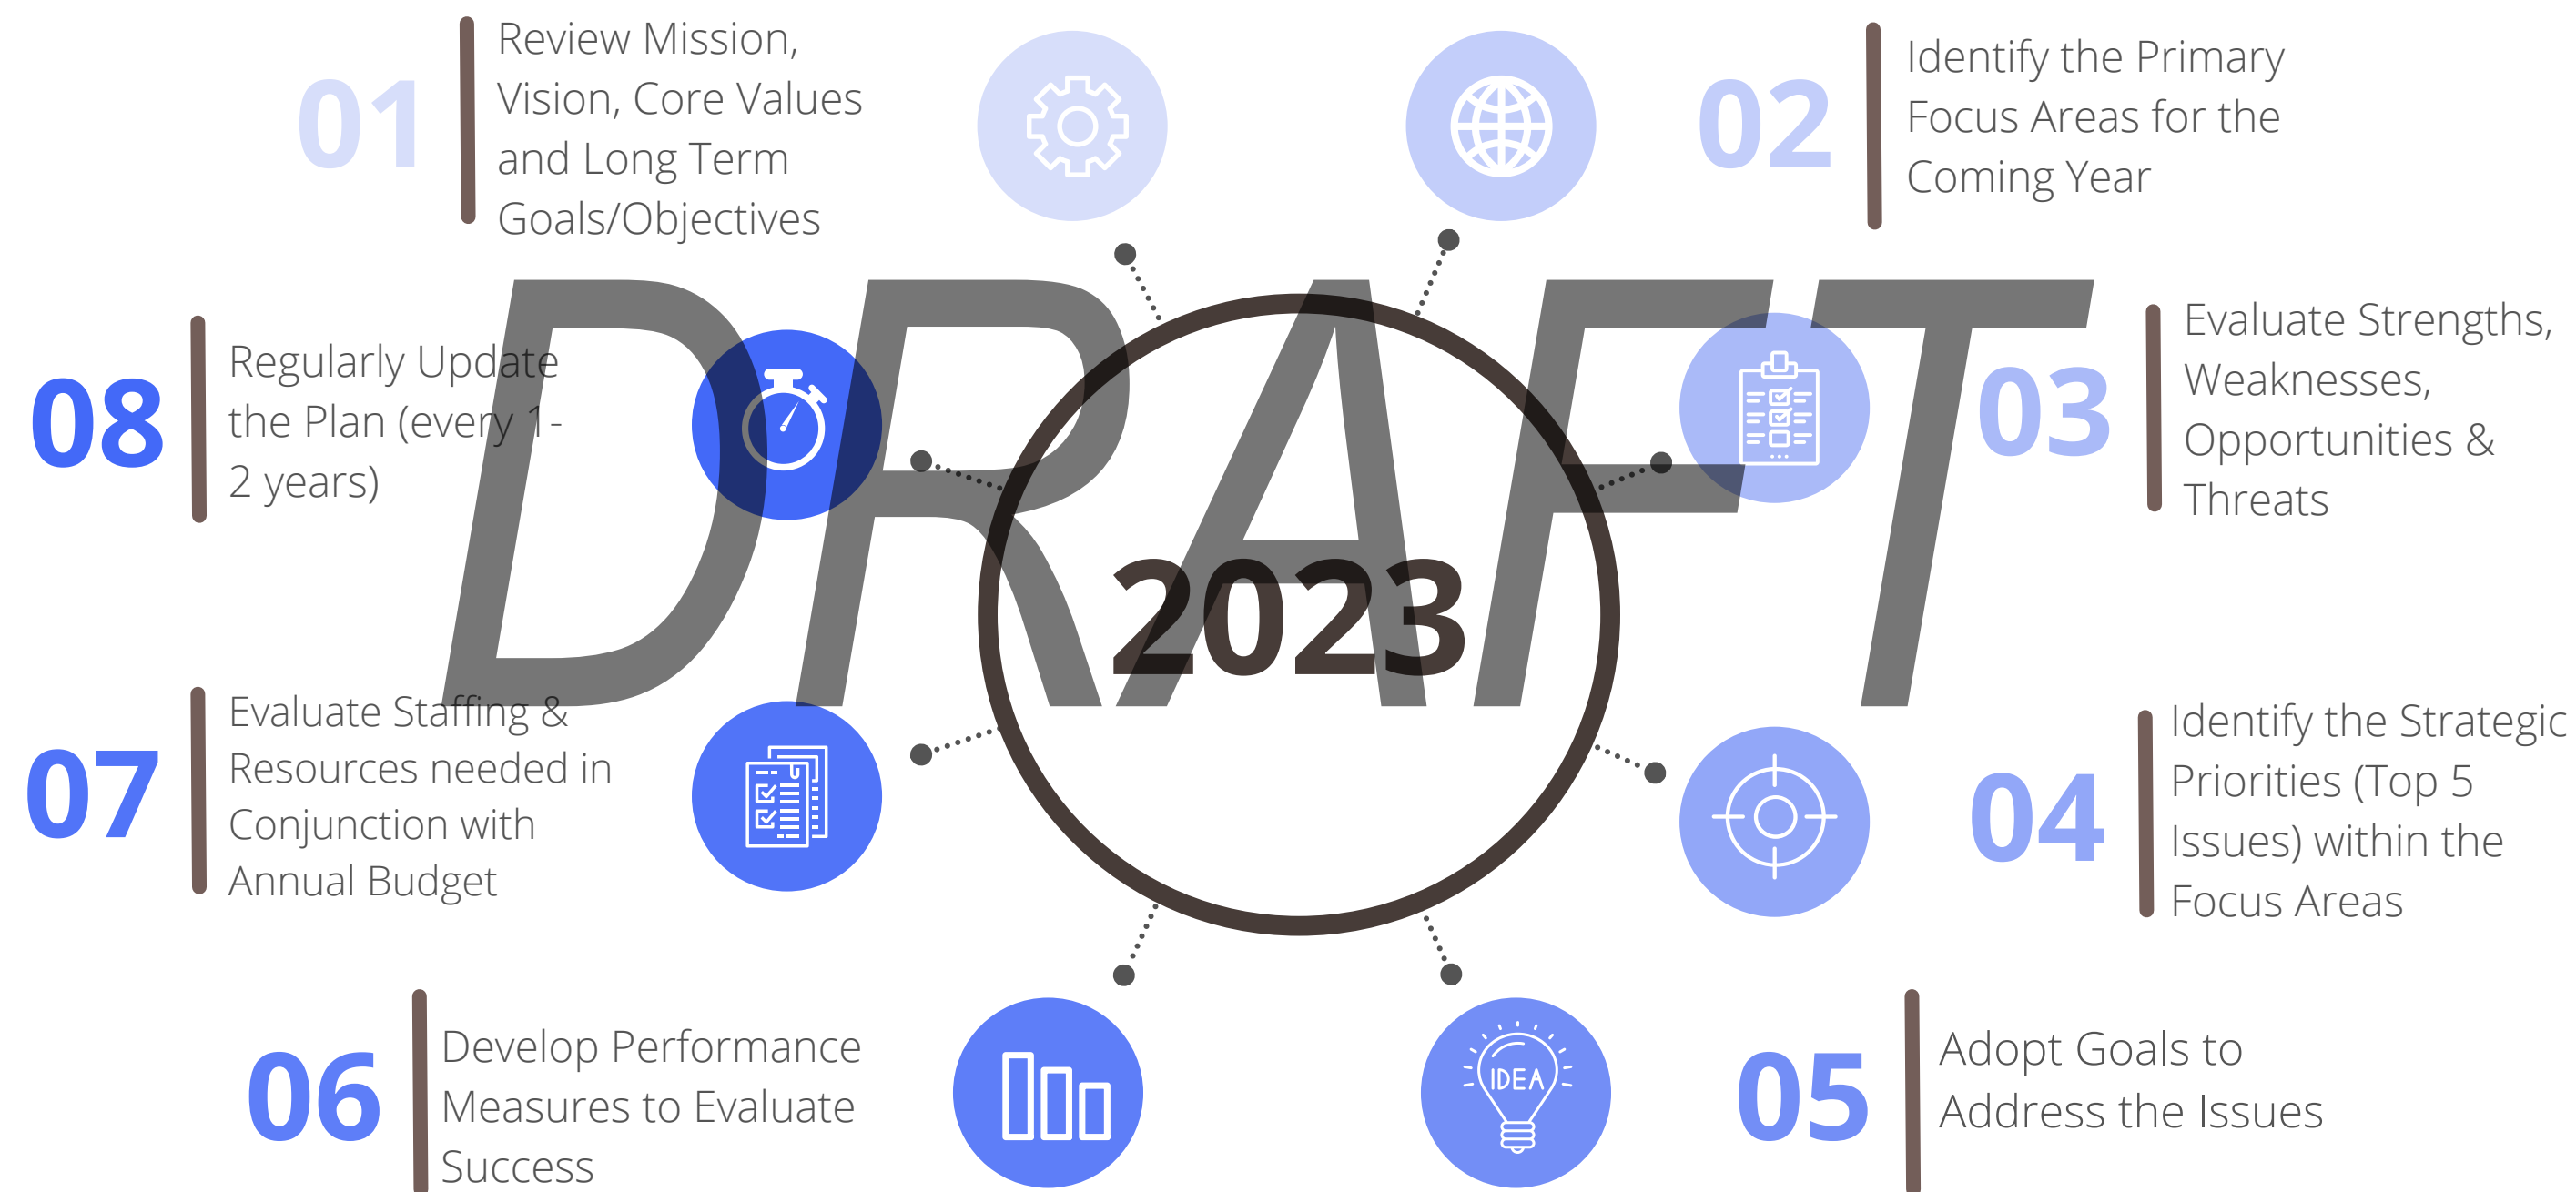 01
Review Mission,
Vision, Core Values
and Long Term
Goals/Objectives
02
Identify the Primary
Focus Areas for the
Coming Year
03
Evaluate Strengths,
Weaknesses,
Opportunities &
Threats
04
Identify the Strategic
Priorities (Top 5
Issues) within the
Focus Areas
05
Adopt Goals to
Address the Issues
IDEA
06
Develop Performance
Measures to Evaluate
Success
07
Evaluate Staffing &
Resources needed in
Conjunction with
Annual Budget
08
Regularly Update
the Plan (every 1-
2 years)
2023
DRAFT